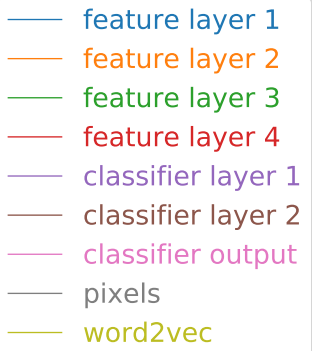 feature layer 1
feature layer 2
feature layer 3
feature layer 4
classifier layer 1
classifier layer 2
classifier output
pixels
word2vec